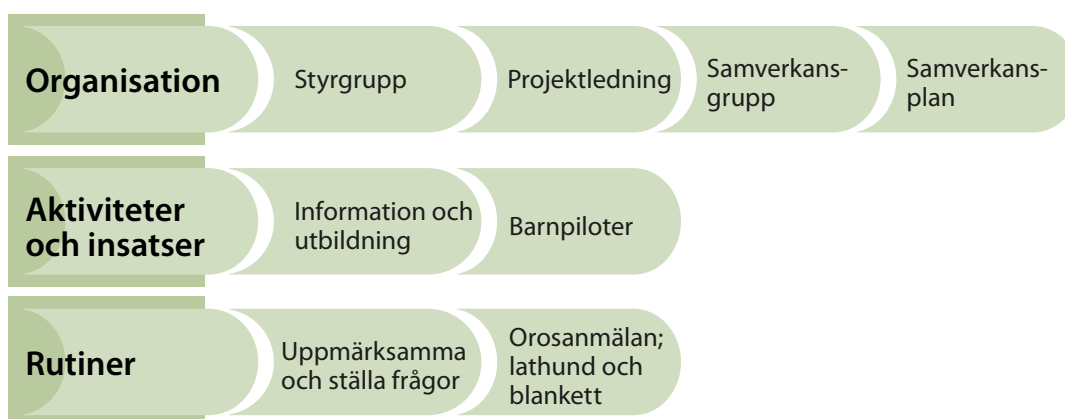 Organisation
Styrgrupp
Projektledning
Samverkans-
grupp
Samverkans-
plan
Aktiviteter
och insatser
Information och
utbildning
Barnpiloter
Rutiner
Uppmärksamma
och ställa frågor
Orosanmälan;
lathund och
blankett